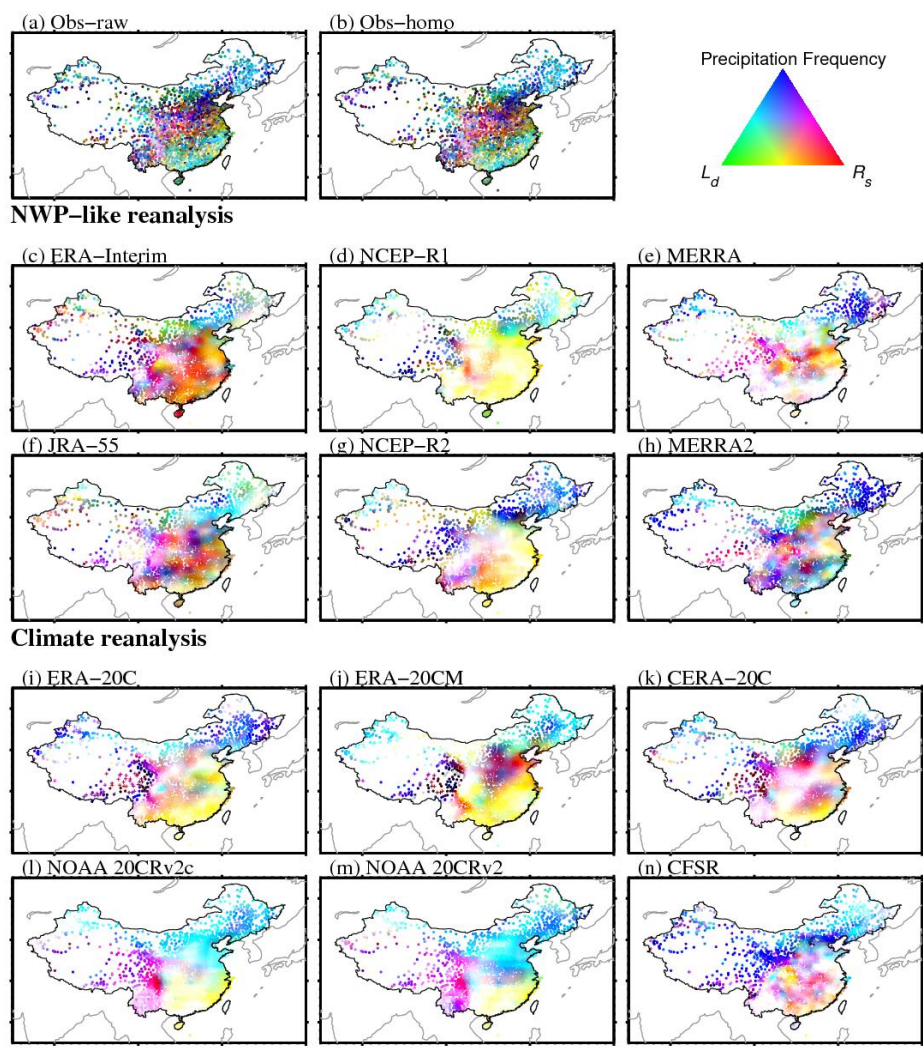 (a) Obs−raw
(b) Obs−homo
Precipitation Frequency
L_d
R_s
NWP−like reanalysis
(c) ERA−Interim
(d) NCEP−R1
(e) MERRA
(f) JRA−55
(g) NCEP−R2
(h) MERRA2
Climate reanalysis
(i) ERA−20C
(j) ERA−20CM
(k) CERA−20C
(l) NOAA 20CRv2c
(m) NOAA 20CRv2
(n) CFSR